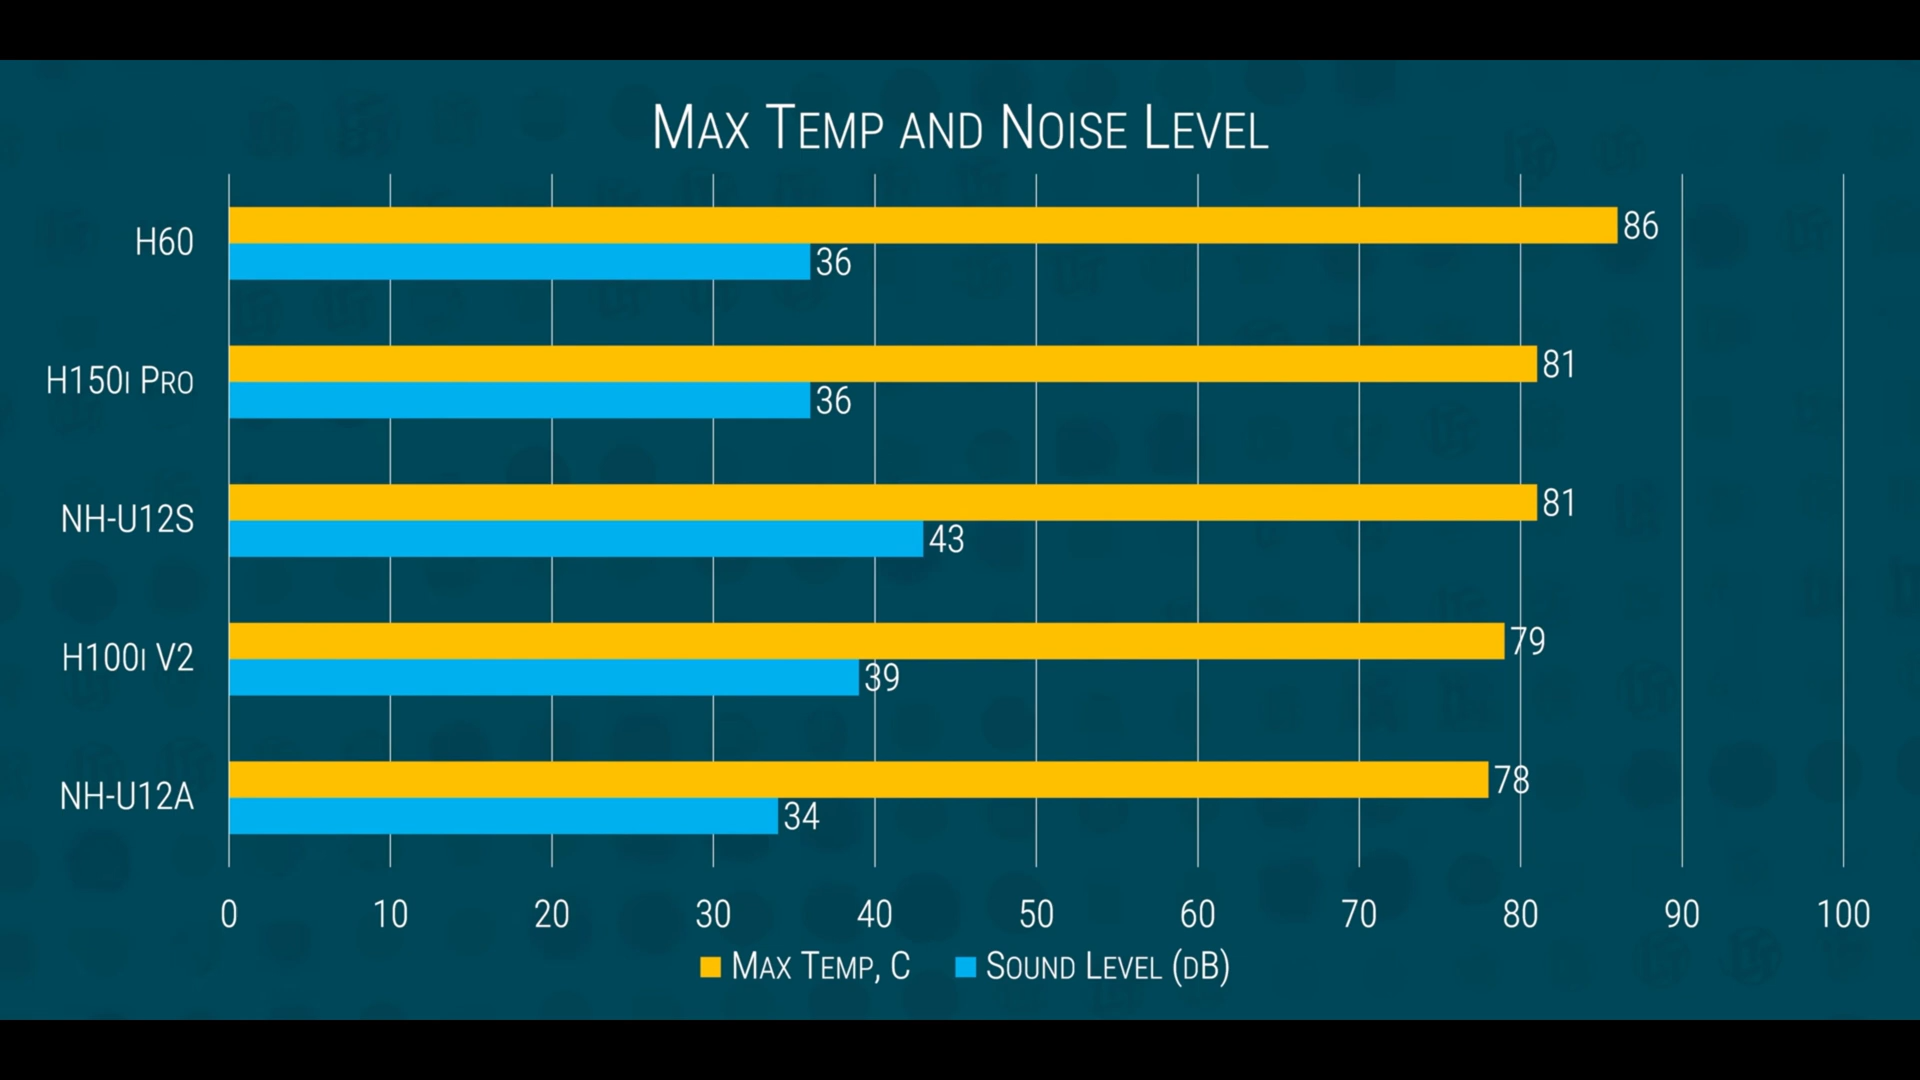 Max Temp and Noise Level
H60
86
36
H150i Pro
81
36
NH-U12S
81
43
H100i V2
79
39
NH-U12A
78
34
0 10 20 30 40 50 60 70 80 90 100
Max Temp, C Sound Level (dB)